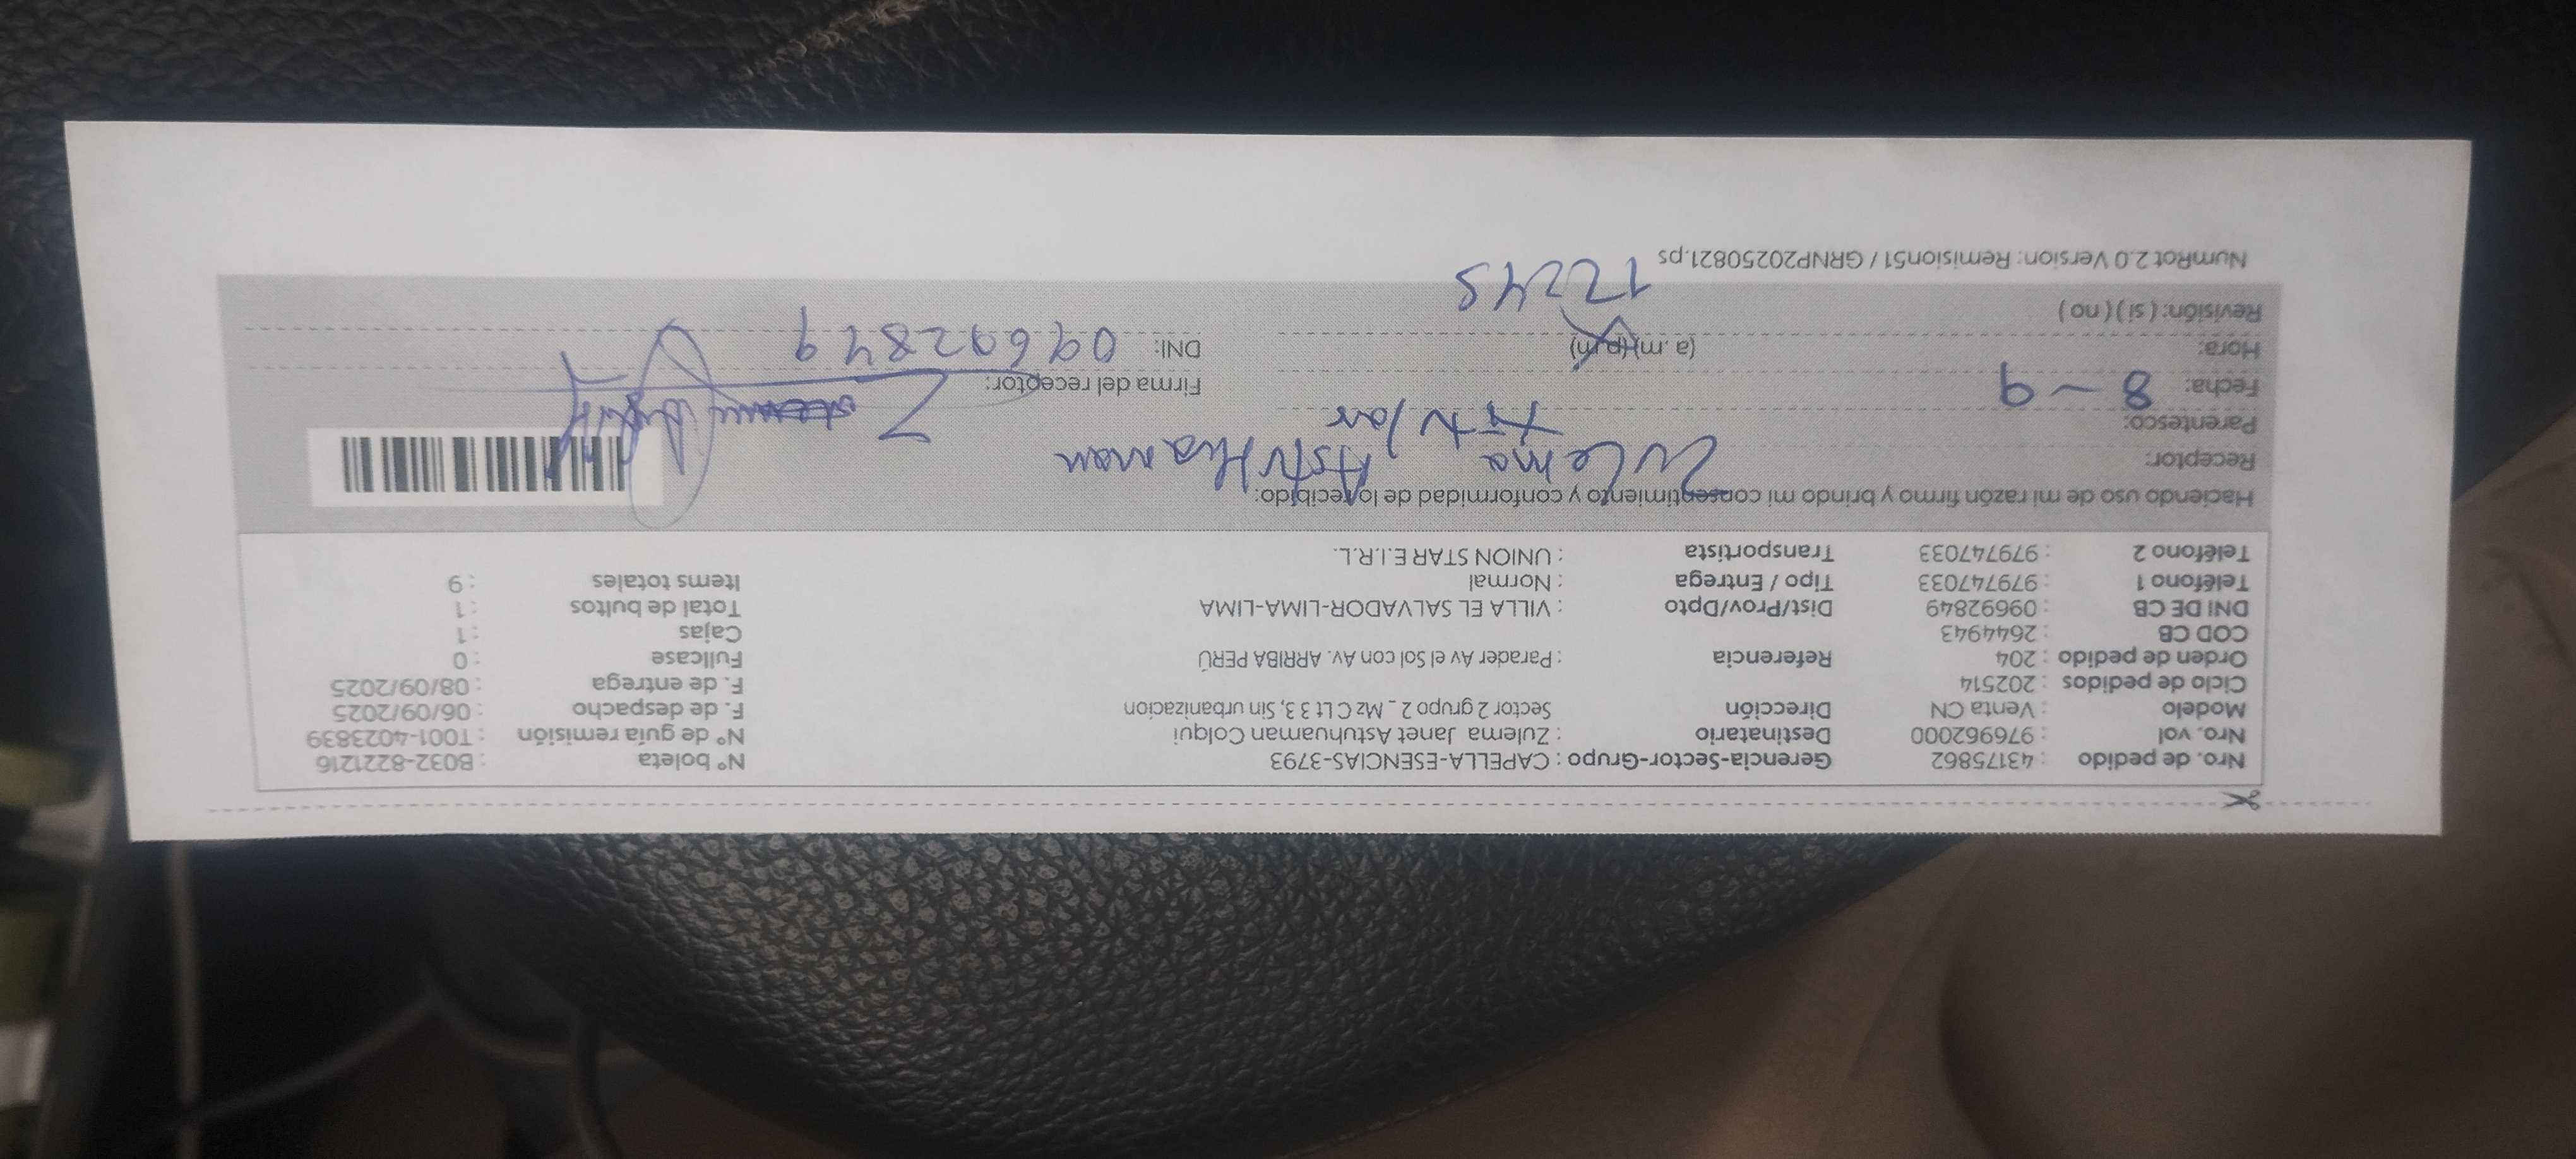 Nro. de pedido : 43175862 Gerencia-Sector-Grupo : CAPELLA-ESENCIAS-3793 N° boleta : B032-8221216
Nro. vol : 976962000 Destinatario : Zulema Janet Astuhuaman Colqui N° de guía remisión : T001-4023839
Modelo : Venta CN Dirección Sector 2 grupo 2 _ Mz C Lt 3 3, Sin urbanizacion F. de despacho : 06/09/2025
Ciclo de pedidos : 202514 F. de entrega : 08/09/2025
Orden de pedido : 204 Referencia : Parader Av el Sol con Av. ARRIBA PERÚ Fullcase : 0
COD CB : 2644943 Cajas : 1
DNI DE CB : 09692849 Dist/Prov/Dpto : VILLA EL SALVADOR-LIMA-LIMA Total de bultos : 1
Teléfono 1 : 979747033 Tipo / Entrega : Normal Items totales : 9
Teléfono 2 : 979747033 Transportista : UNION STAR E.I.R.L.
Haciendo uso de mi razón firmo y brindo mi consentimiento y conformidad de lo recibido:
Receptor: Zulema AstuHuaman
Parentesco: Titular
Fecha: 8-9 Firma del receptor:
Hora: (a .m) (p.m) DNI: 09692849
Revisión: ( si ) ( no ) 12245
NumRot 2.0 Version: Remision51 / GRNP20250821.ps